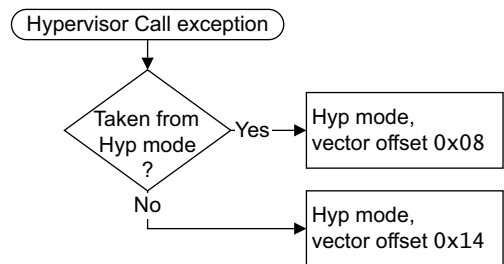 Hypervisor Call exception
Taken from
Hyp mode
?
Yes
Hyp mode,
vector offset 0x08
No
Hyp mode,
vector offset 0x14